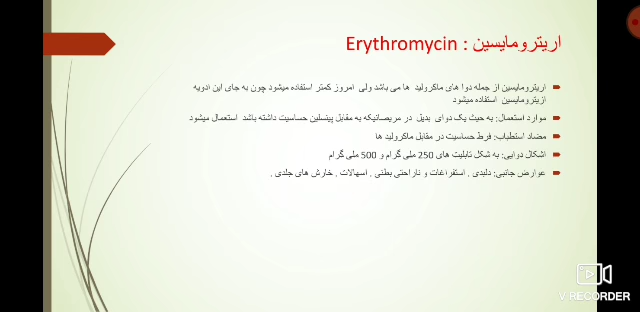 اریترومایسین : Erythromycin
اریترومایسین از جمله دوا های ماکرولید ها می باشد ولی امروز کمتر استفاده میشود چون به جای این ادویه
ازیترومایسین استفاده میشود
موارد استعمال: به حیث یک دوای بدیل در مریضانیکه به مقابل پنسلین حساسیت داشته باشد استعمال میشود
مضاد استطباب: فرط حساسیت در مقابل ماکرولید ها
اشکال دوایی: به شکل تابلیت های 250 ملی گرام و 500 ملی گرام
عوارض جانبی: دلبدی , استفراغات و ناراحتی بطنی , اسهالات , خارش های جلدی .
V.RECORDER